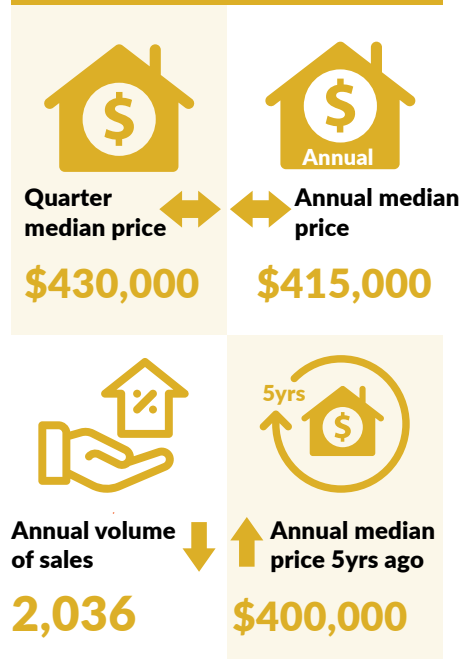 $
$
Annual
Quarter
median price
$430,000
Annual median
price
$415,000
%
5yrs
$
Annual volume
of sales
2,036
Annual median
price 5yrs ago
$400,000